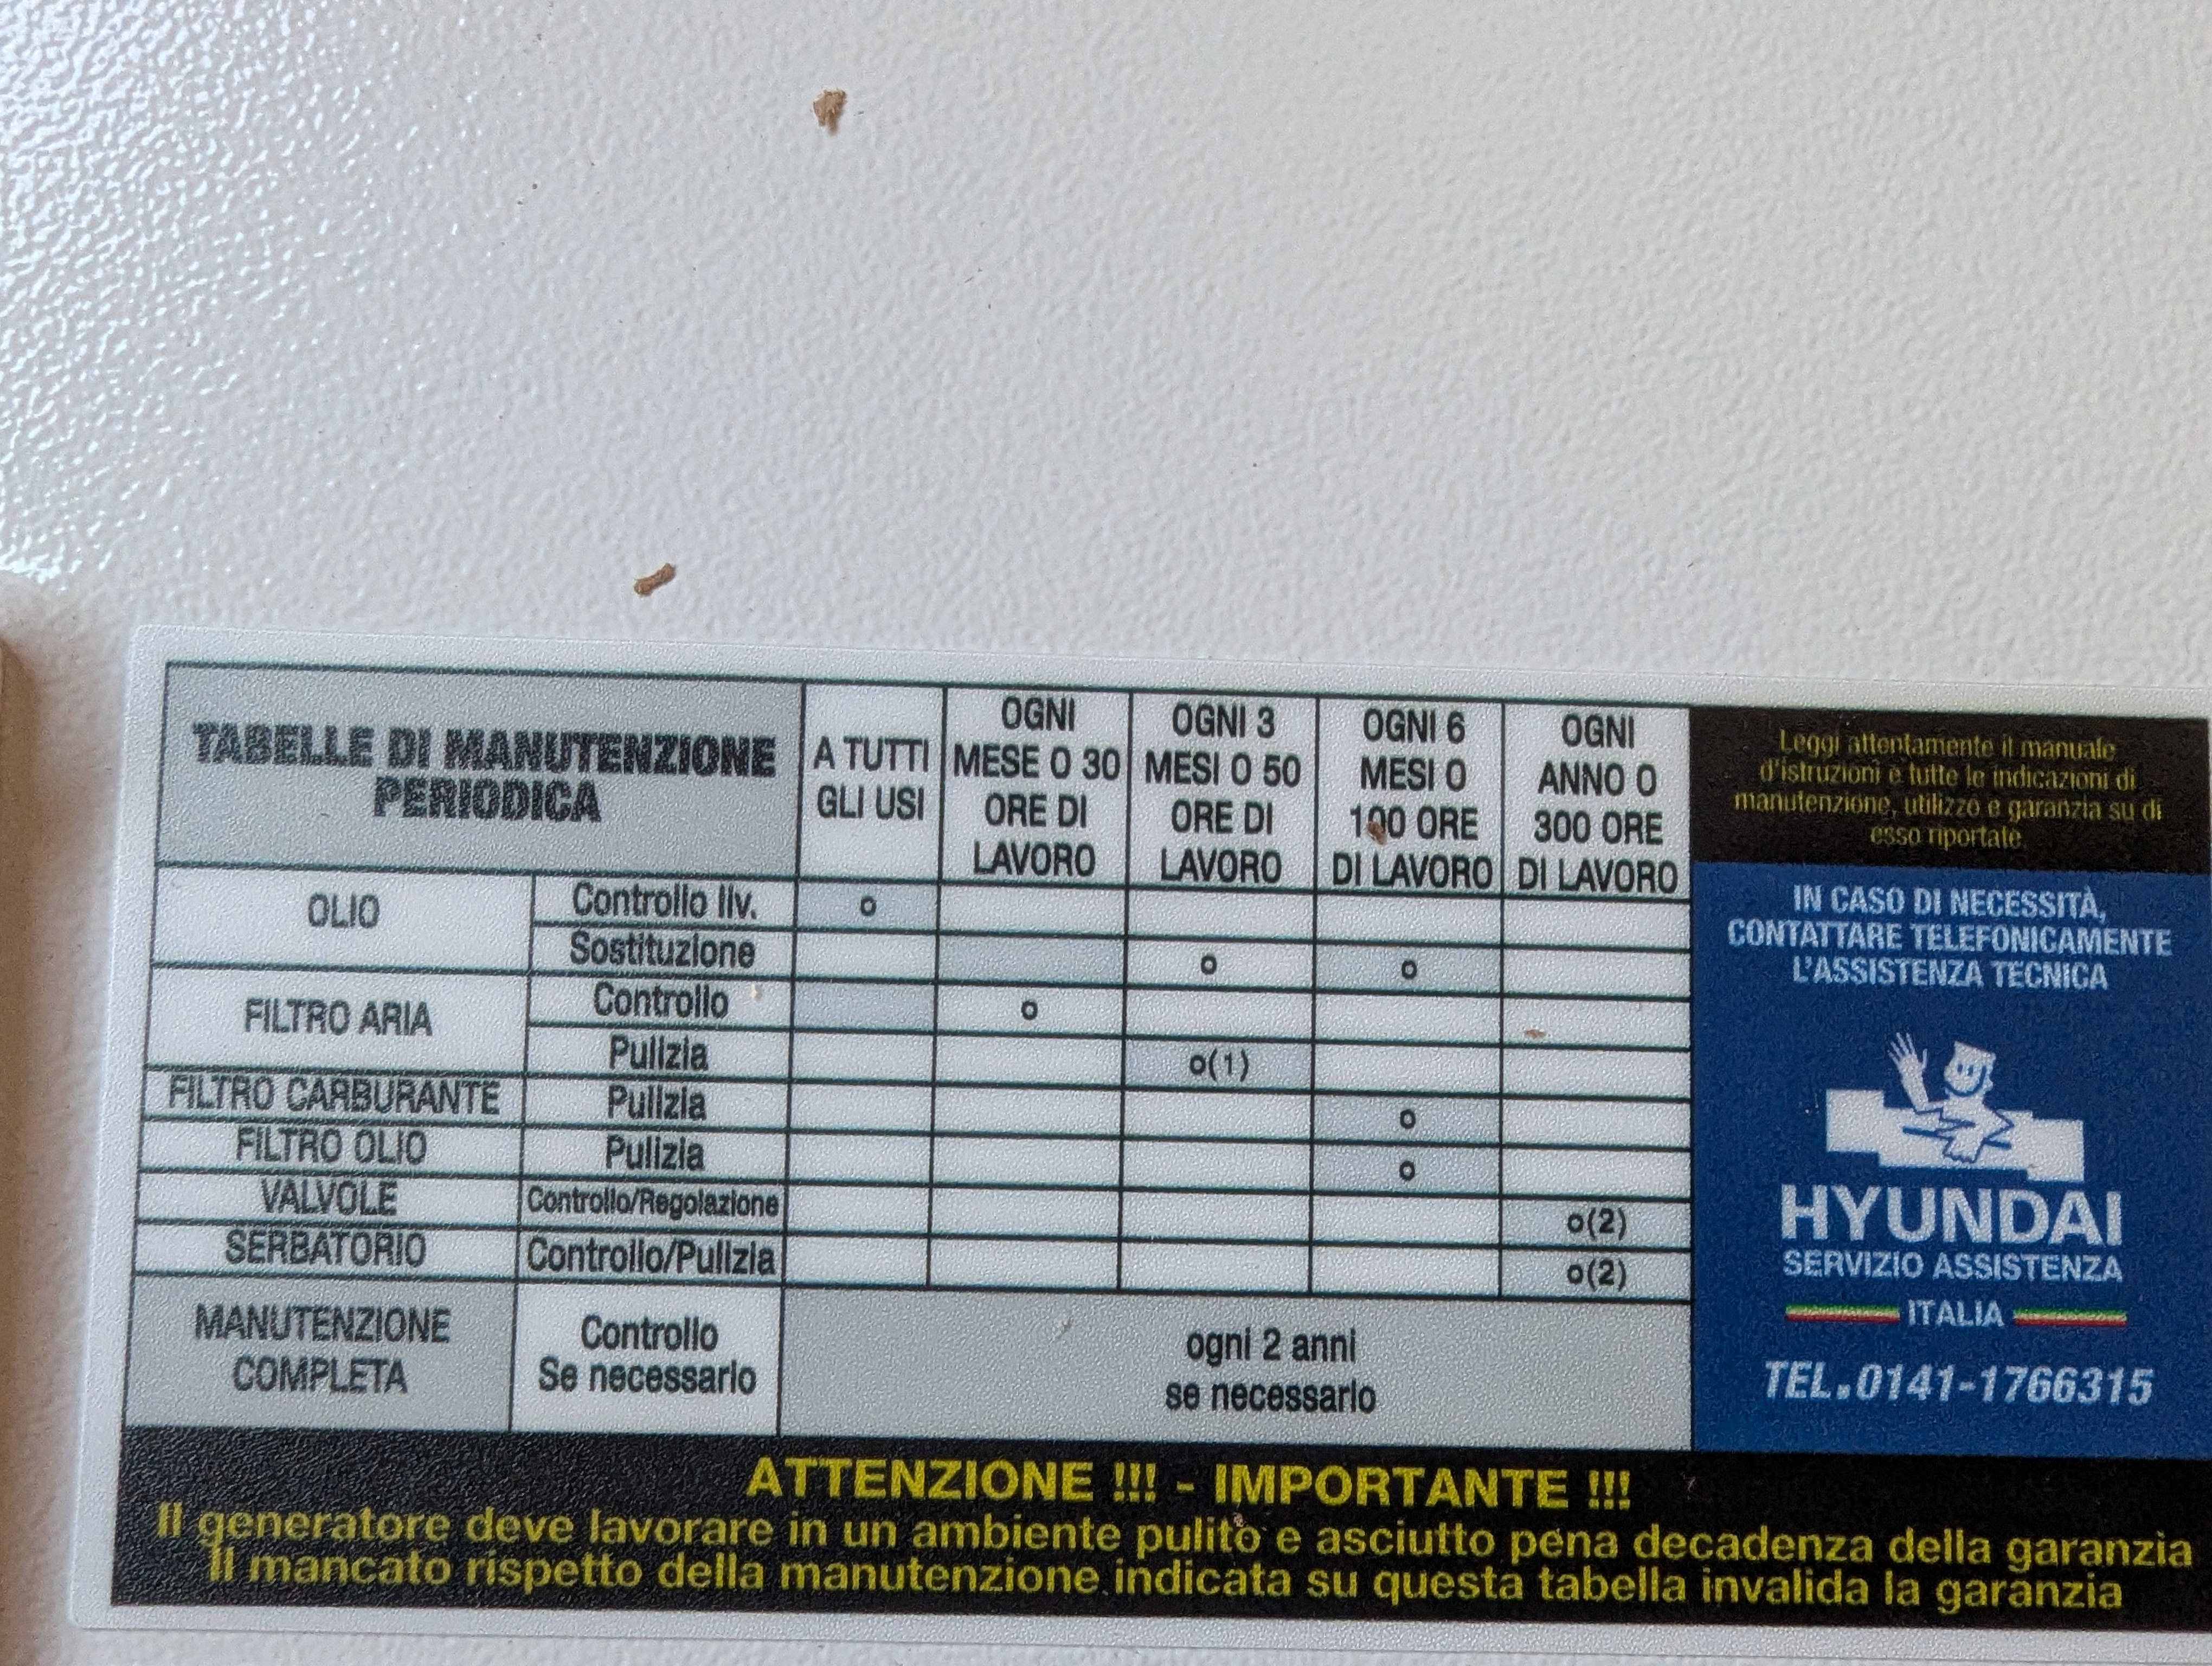 TABELLE DI MANUTENZIONE
PERIODICA
A TUTTI
GLI USI
OGNI
MESE O 30
ORE DI
LAVORO
OGNI 3
MESI O 50
ORE DI
LAVORO
OGNI 6
MESI O
100 ORE
DI LAVORO
OGNI
ANNO O
300 ORE
DI LAVORO
OLIO
Controllo liv.
o
Sostituzione
o
o
FILTRO ARIA
Controllo
o
Pulizia
o(1)
FILTRO CARBURANTE
Pulizia
o
FILTRO OLIO
Pulizia
o
VALVOLE
Controllo/Regolazione
o(2)
SERBATORIO
Controllo/Pulizia
o(2)
MANUTENZIONE
COMPLETA
Controllo
Se necessario
ogni 2 anni
se necessario
Leggi attentamente il manuale
d'istruzioni e tutte le indicazioni di
manutenzione, utilizzo e garanzia su di
esso riportate.
IN CASO DI NECESSITÀ,
CONTATTARE TELEFONICAMENTE
L'ASSISTENZA TECNICA
HYUNDAI
SERVIZIO ASSISTENZA
ITALIA
TEL.0141-1766315
ATTENZIONE !!! - IMPORTANTE !!!
Il generatore deve lavorare in un ambiente pulito e asciutto pena decadenza della garanzia
Il mancato rispetto della manutenzione indicata su questa tabella invalida la garanzia